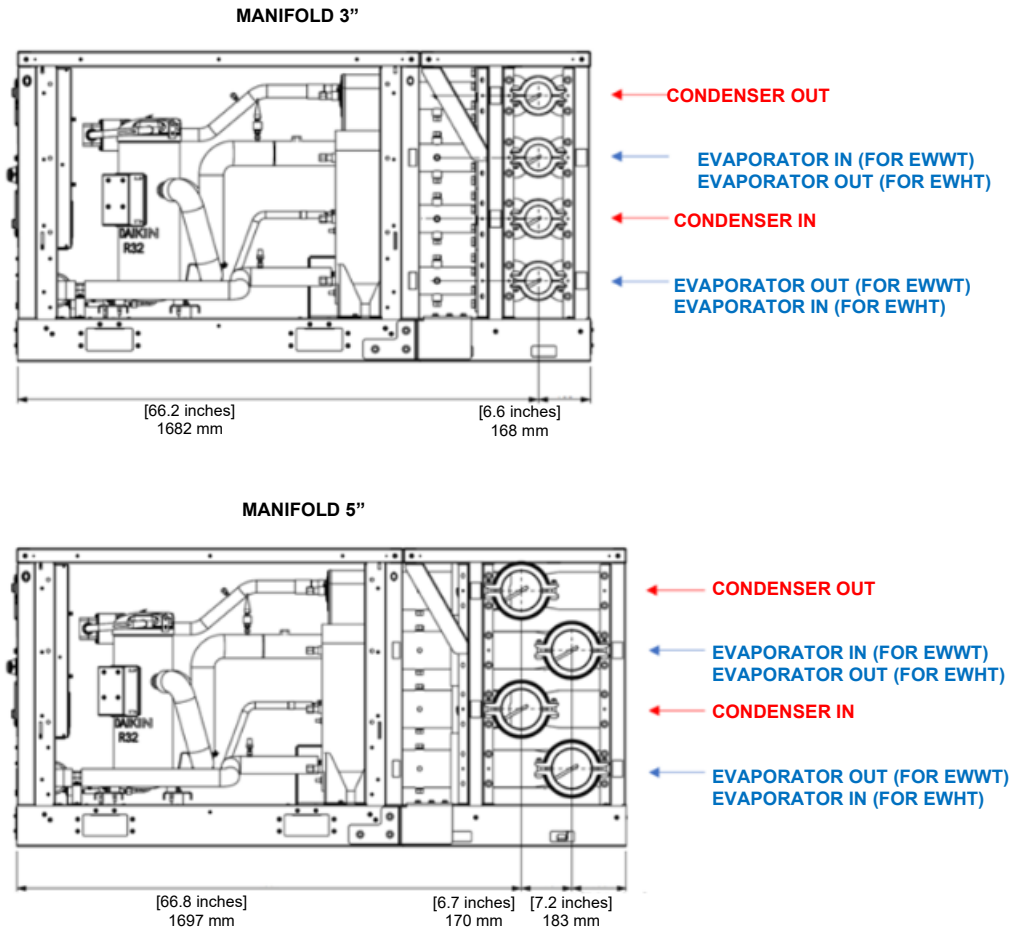 MANIFOLD 3”
CONDENSER OUT
EVAPORATOR IN (FOR EWWT)
EVAPORATOR OUT (FOR EWHT)
CONDENSER IN
EVAPORATOR OUT (FOR EWWT)
EVAPORATOR IN (FOR EWHT)
DAIKIN
R32
[66.2 inches]
1682 mm
[6.6 inches]
168 mm
MANIFOLD 5”
CONDENSER OUT
EVAPORATOR IN (FOR EWWT)
EVAPORATOR OUT (FOR EWHT)
CONDENSER IN
DAIKIN
R32
EVAPORATOR OUT (FOR EWWT)
EVAPORATOR IN (FOR EWHT)
[66.8 inches]
1697 mm
[6.7 inches]
170 mm
[7.2 inches]
183 mm